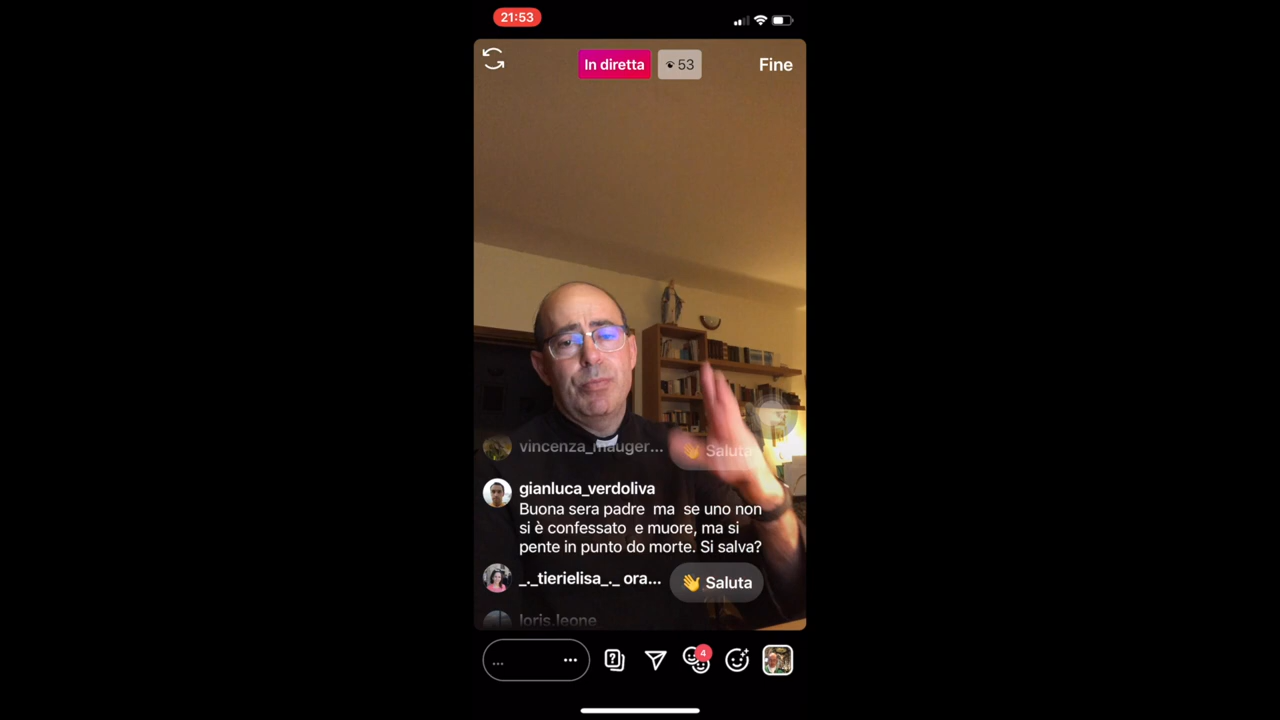 21:53
In diretta
53
Fine
vincenza_mauger...
👋 Saluta
gianluca_verdoliva
Buona sera padre ma se uno non
si è confessato e muore, ma si
pente in punto do morte. Si salva?
_._tierielisa_._ ora...
👋 Saluta
loris.leone
...
4